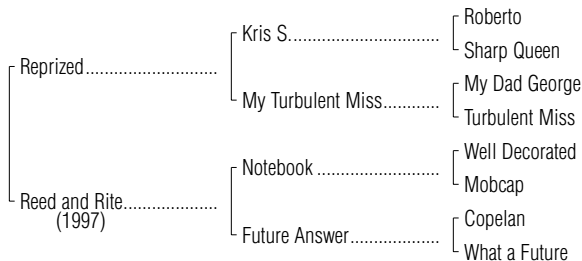 Roberto
Kris S.
Sharp Queen
Reprized
My Dad George
My Turbulent Miss
Turbulent Miss
Well Decorated
Notebook
Mobcap
Reed and Rite
(1997)
Copelan
Future Answer
What a Future